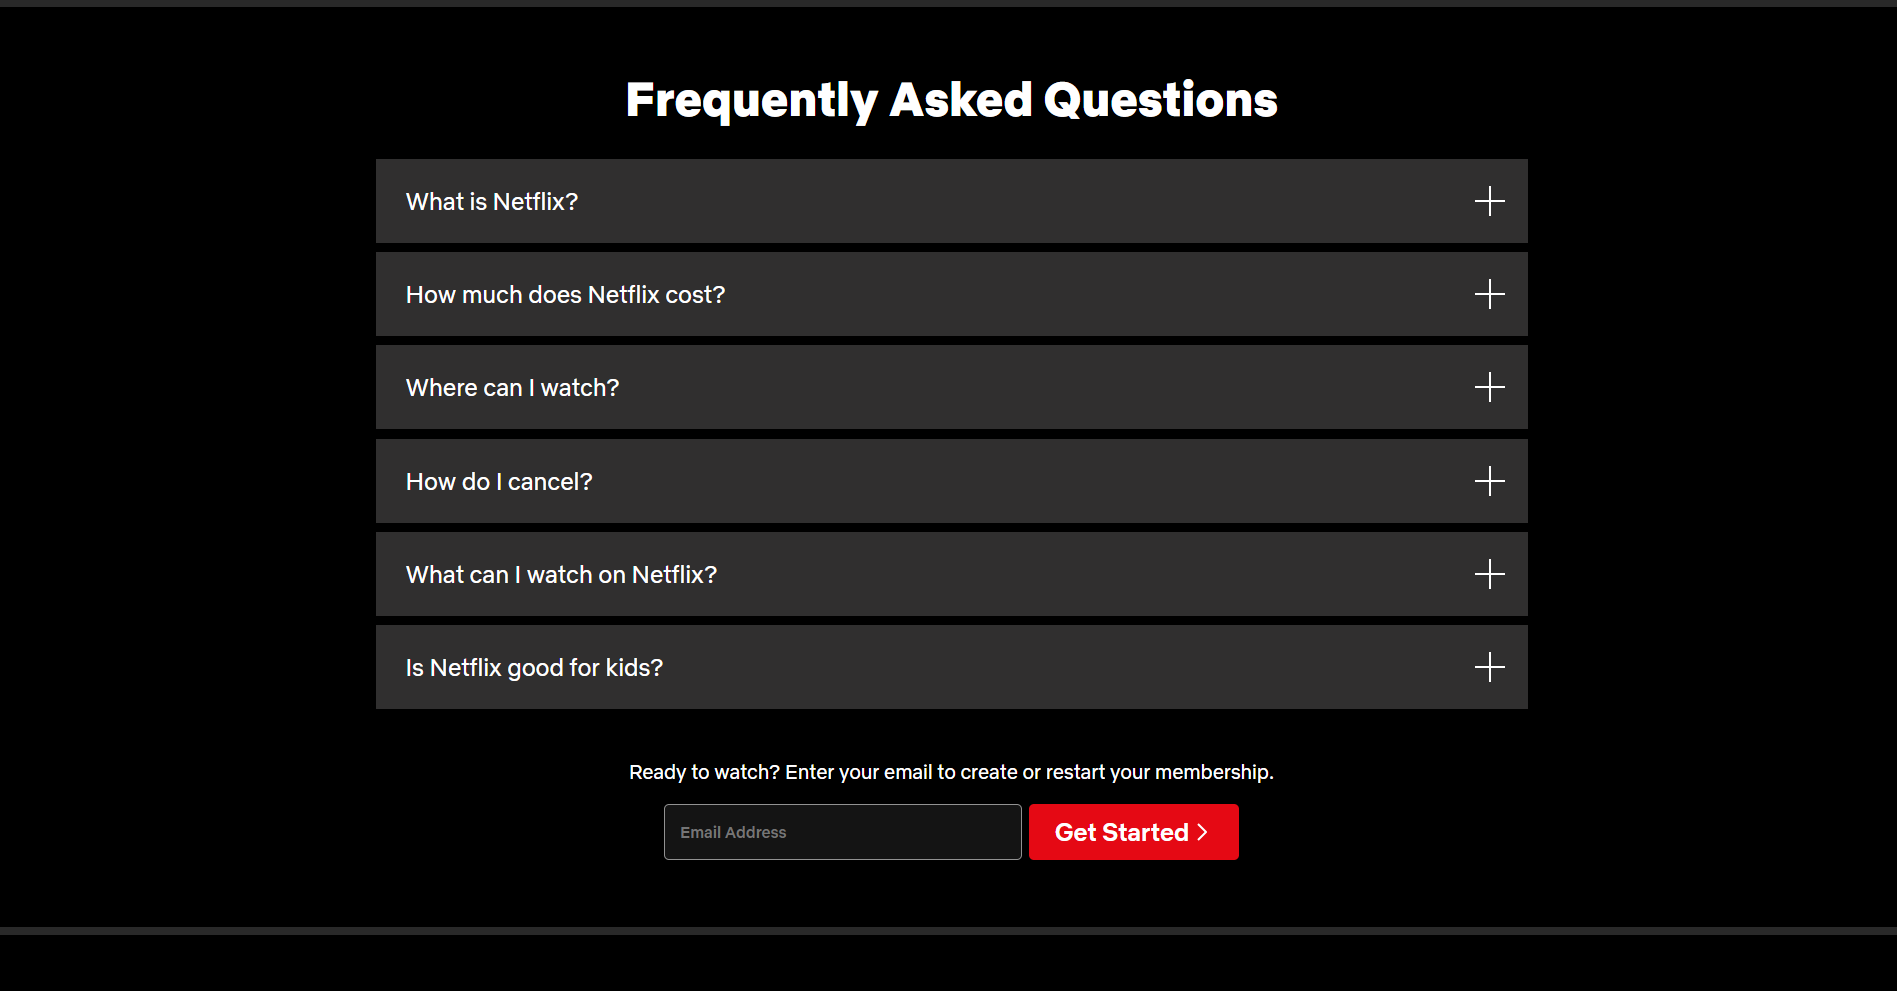 Frequently Asked Questions
What is Netflix?
How much does Netflix cost?
Where can I watch?
How do I cancel?
What can I watch on Netflix?
Is Netflix good for kids?
Ready to watch? Enter your email to create or restart your membership.
Email Address
Get Started